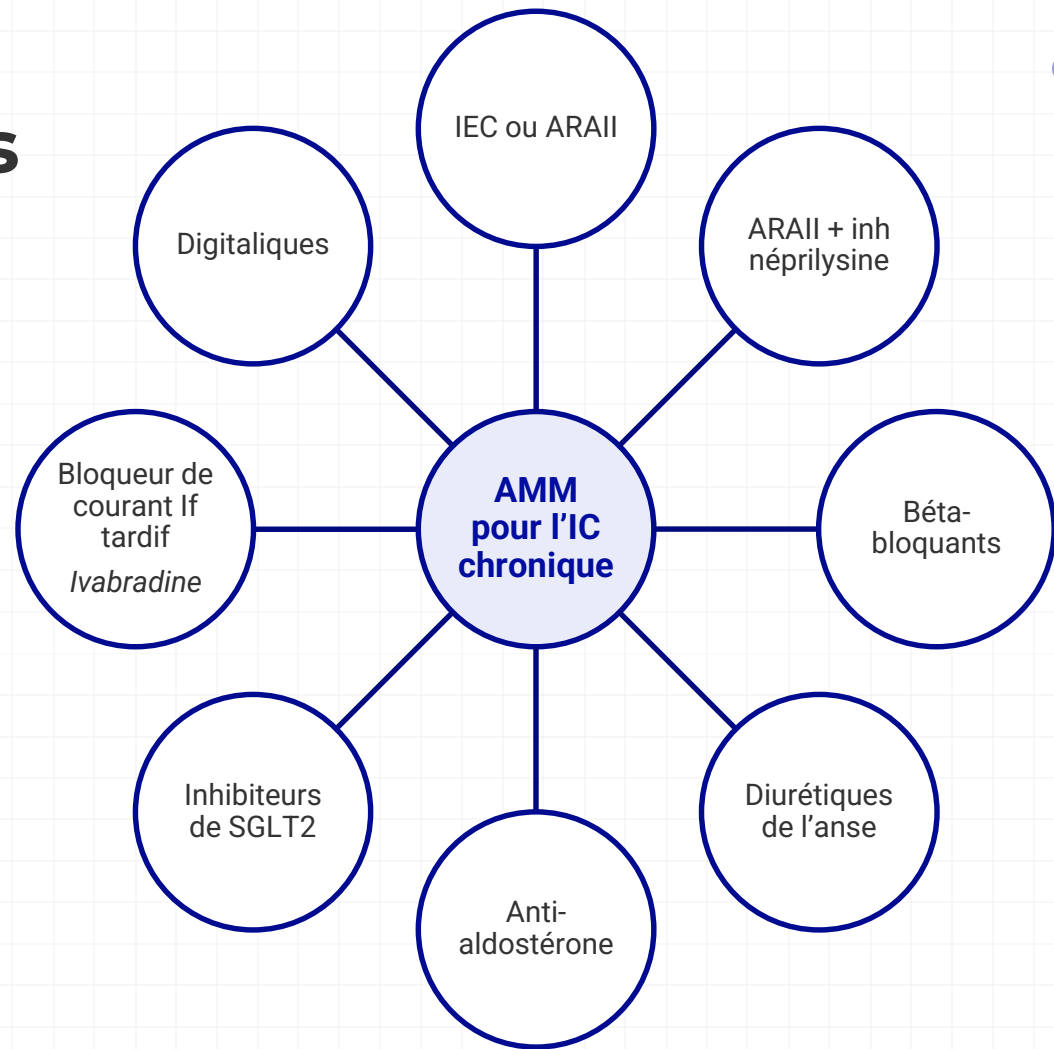 s
IEC ou ARAII
Digitaliques
ARAII + inh
néprilysine
Bloqueur de
courant If
tardif
Ivabradine
AMM
pour l’IC
chronique
Béta-
bloquants
Inhibiteurs
de SGLT2
Diurétiques
de l’anse
Anti-
aldostérone